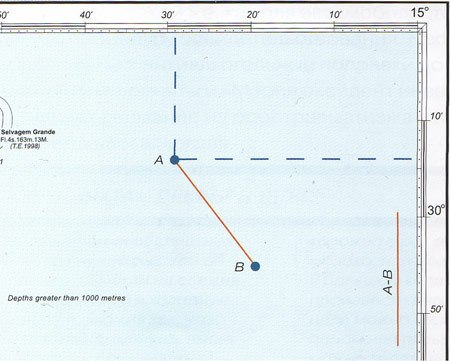 50' 40' 30' 20' 10' 15°
10'
Selvagem Grande
Fl.4s.163m.13M.
(T.E.1998)
A
30°
B
A-B
Depths greater than 1000 metres
50'